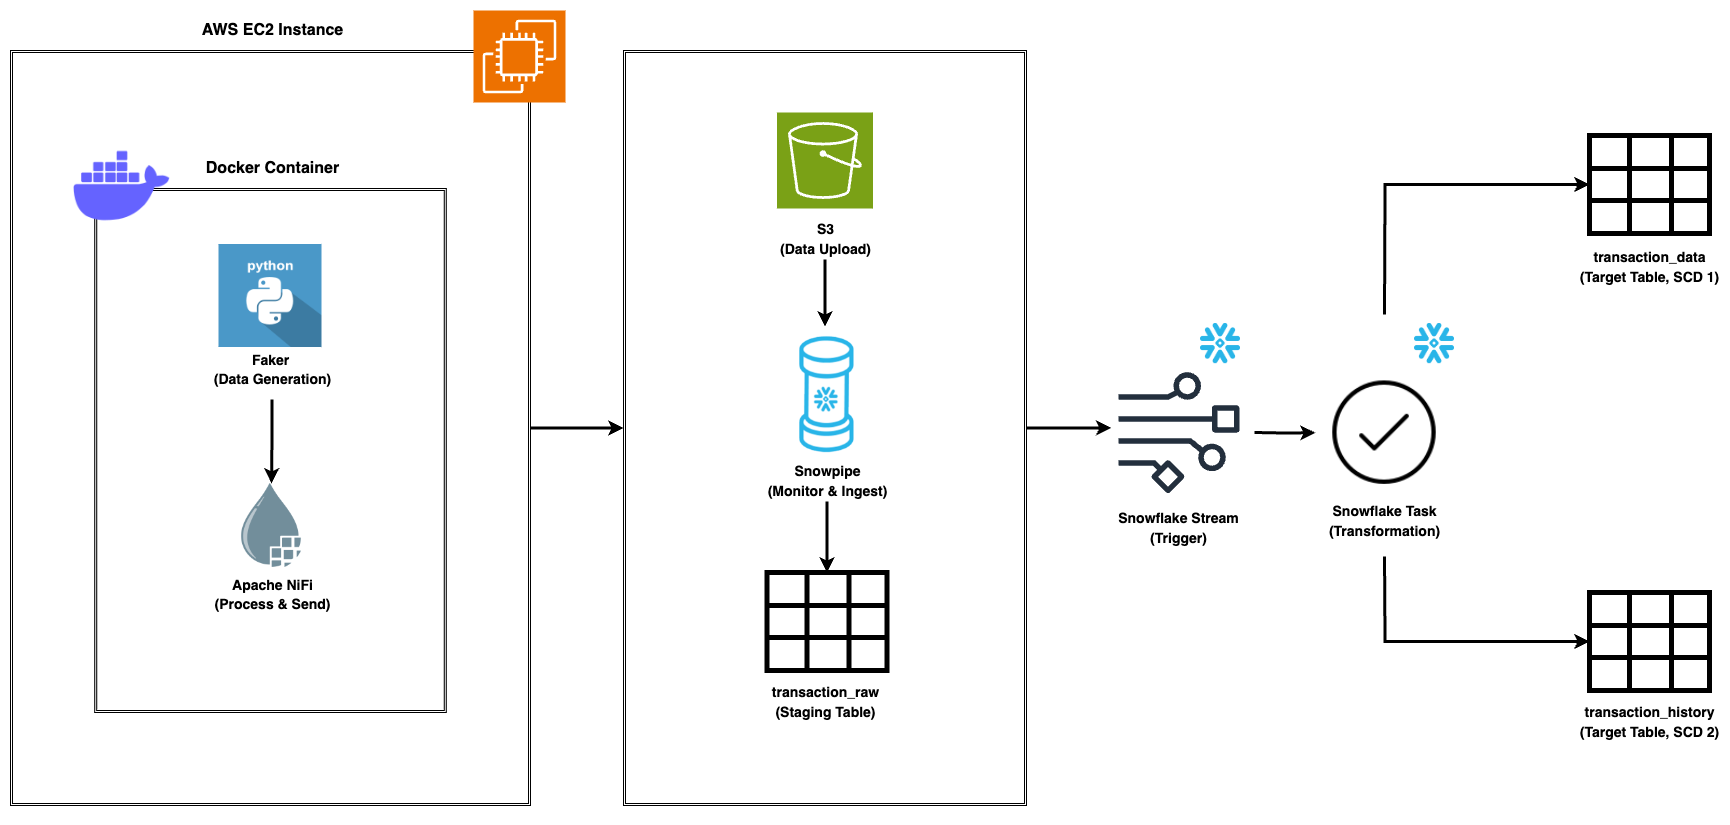 AWS EC2 Instance
Docker Container
python
Faker
(Data Generation)
Apache NiFi
(Process & Send)
S3
(Data Upload)
Snowpipe
(Monitor & Ingest)
transaction_raw
(Staging Table)
Snowflake Stream
(Trigger)
Snowflake Task
(Transformation)
transaction_data
(Target Table, SCD 1)
transaction_history
(Target Table, SCD 2)